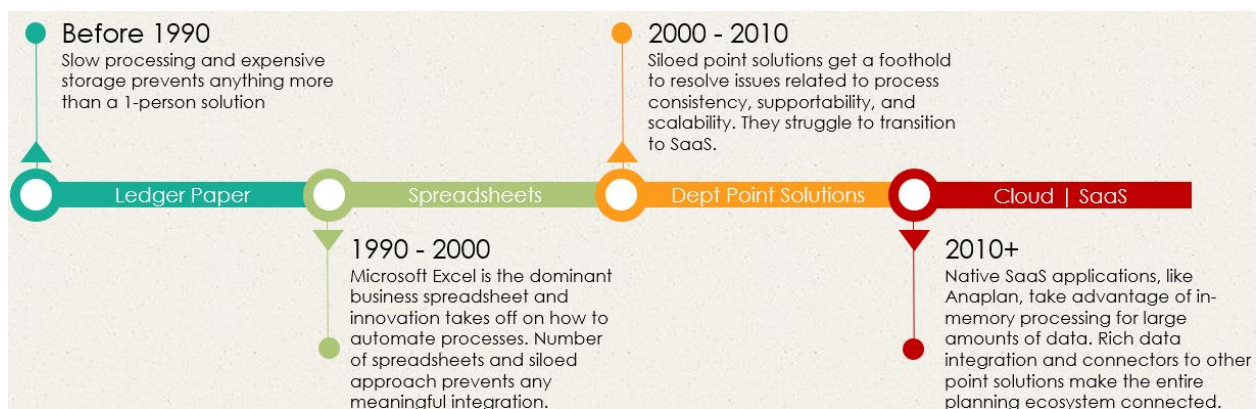 Before 1990
Slow processing and expensive
storage prevents anything more
than a 1-person solution
2000 - 2010
Siloed point solutions get a foothold
to resolve issues related to process
consistency, supportability, and
scalability. They struggle to transition
to SaaS.
Ledger Paper
Spreadsheets
Dept Point Solutions
Cloud | SaaS
1990 - 2000
Microsoft Excel is the dominant
business spreadsheet and
innovation takes off on how to
automate processes. Number
of spreadsheets and siloed
approach prevents any
meaningful integration.
2010+
Native SaaS applications, like
Anaplan, take advantage of in-
memory processing for large
amounts of data. Rich data
integration and connectors to other
point solutions make the entire
planning ecosystem connected.